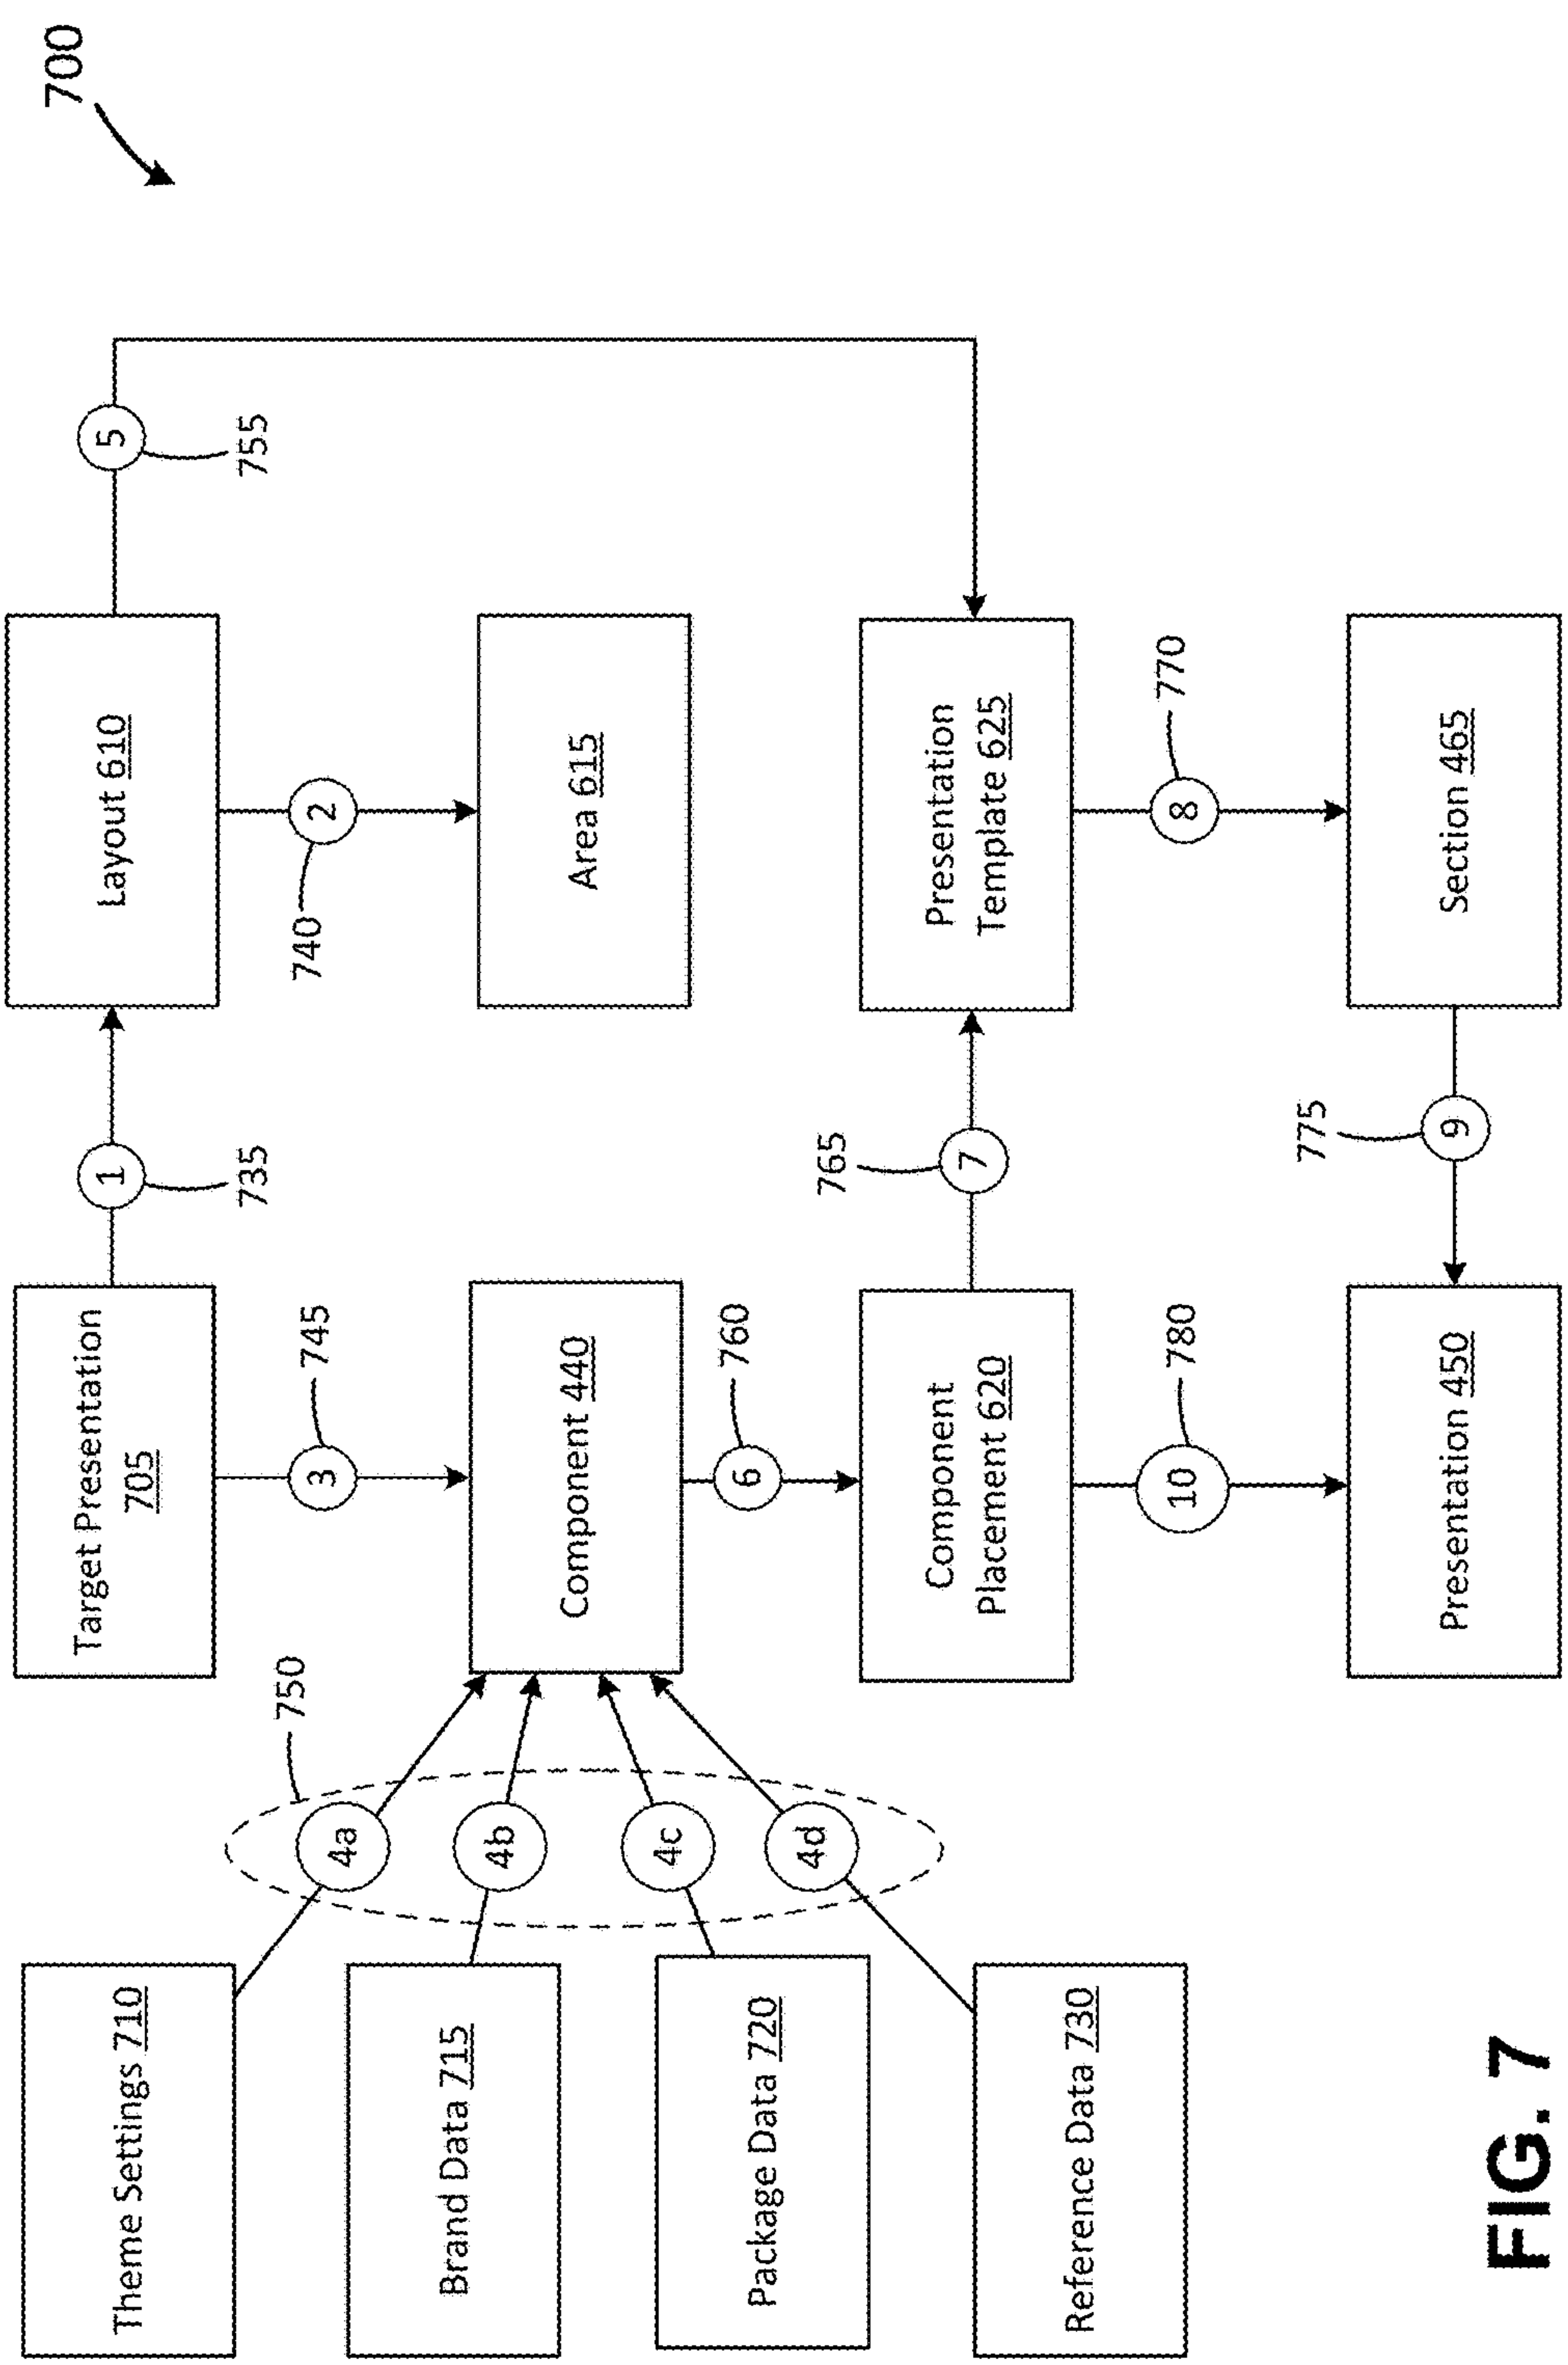 700
Theme Settings 710
Brand Data 715
Package Data 720
Reference Data 730
4a
4b
4c
4d
750
Target Presentation
705
1
735
Layout 610
5
755
3
745
2
740
Component 440
Area 615
6
760
Component
Placement 620
7
765
Presentation
Template 625
10
780
8
770
Presentation 450
9
775
Section 465
FIG. 7